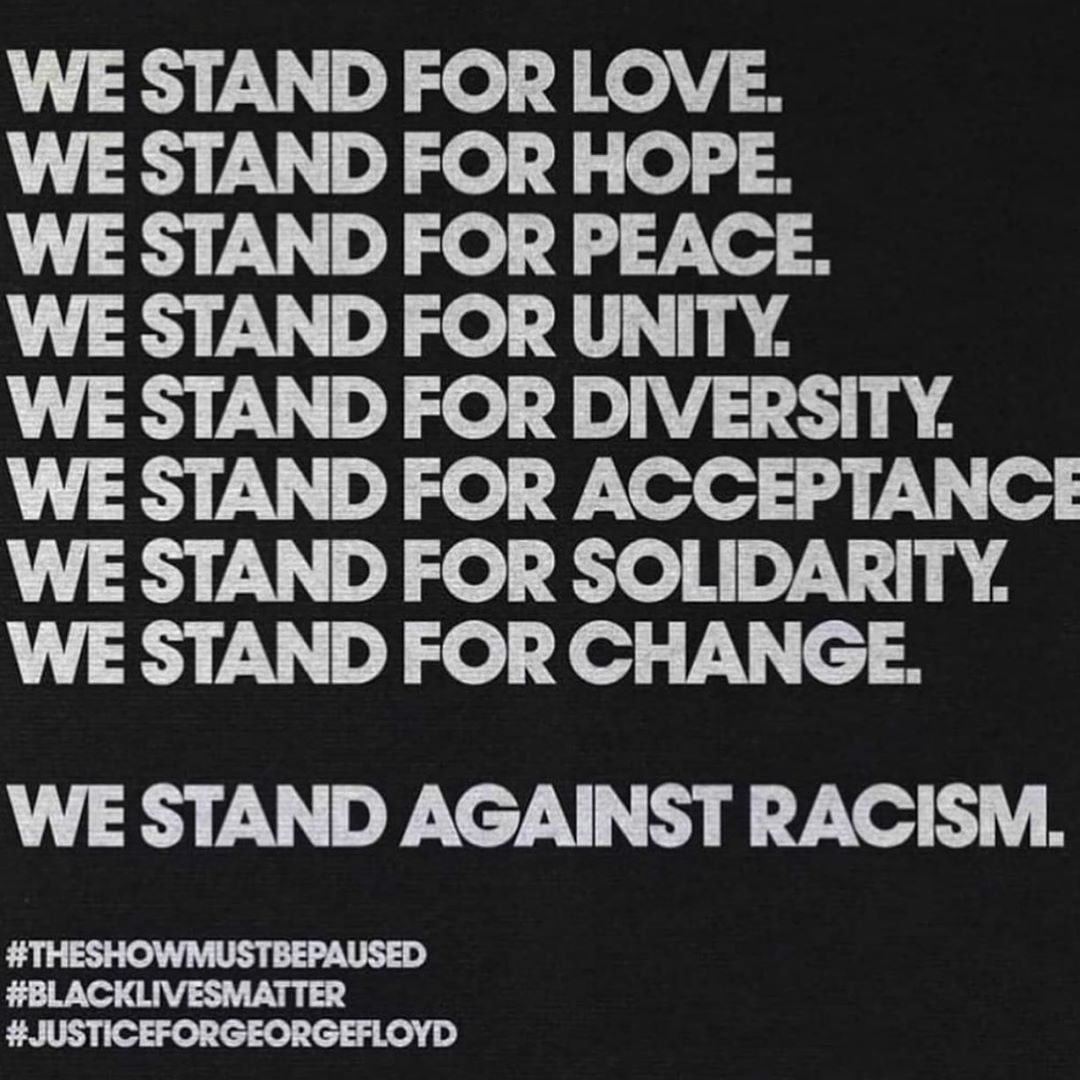 WE STAND FOR LOVE.
WE STAND FOR HOPE.
WE STAND FOR PEACE.
WE STAND FOR UNITY.
WE STAND FOR DIVERSITY.
WE STAND FOR ACCEPTANCE
WE STAND FOR SOLIDARITY.
WE STAND FOR CHANGE.
WE STAND AGAINST RACISM.
#THESHOWMUSTBEPAUSED
#BLACKLIVESMATTER
#JUSTICEFORGEORGEFLOYD